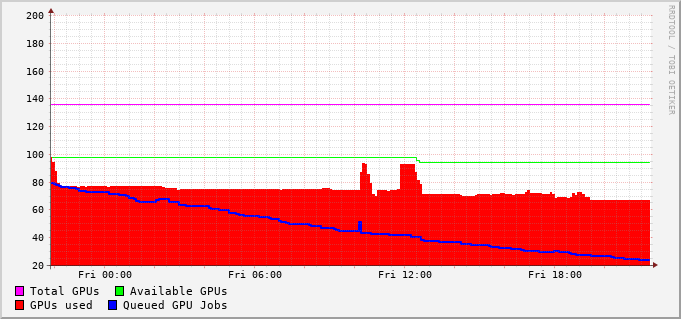 200
180
160
140
120
100
80
60
40
20
Fri 00:00 Fri 06:00 Fri 12:00 Fri 18:00
Total GPUs Available GPUs
GPUs used Queued GPU Jobs
RRDTOOL / TOBI OETIKER